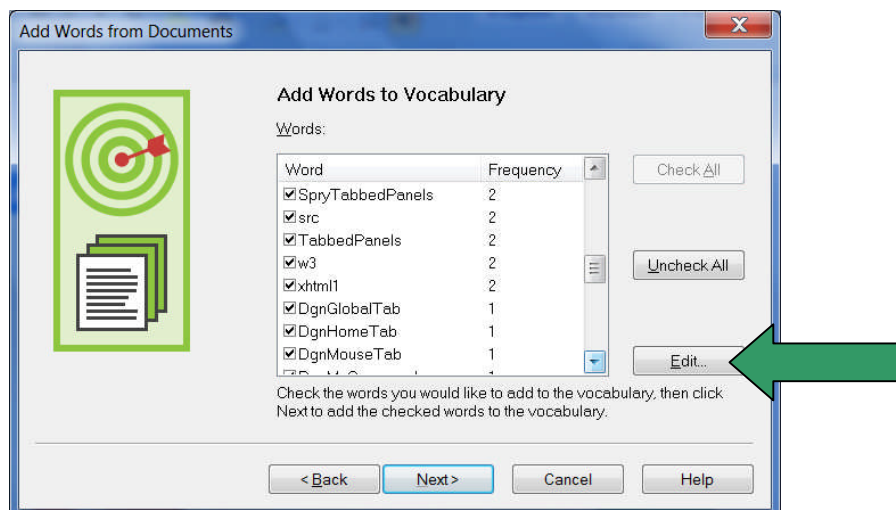 Add Words from Documents
Add Words to Vocabulary
Words:
Word Frequency
SpryTabbedPanels 2
src 2
TabbedPanels 2
w3 2
xhtml1 2
DgnGlobalTab 1
DgnHomeTab 1
DgnMouseTab 1
Check All
Uncheck All
Edit...
Check the words you would like to add to the vocabulary, then click
Next to add the checked words to the vocabulary.
< Back Next > Cancel Help